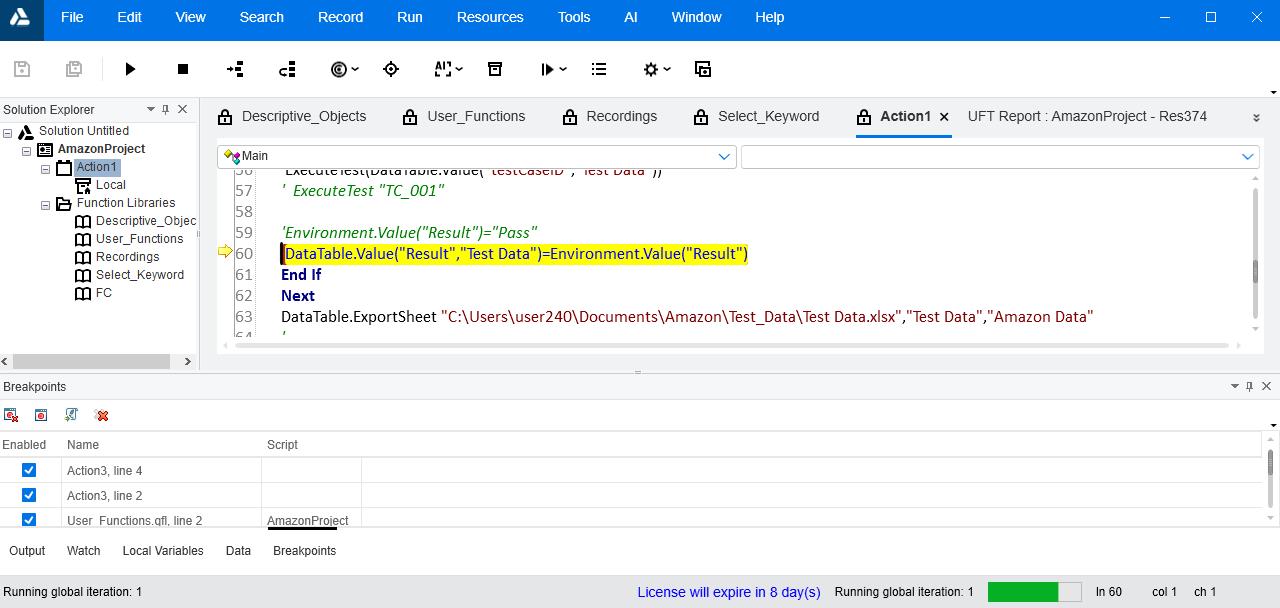 File Edit View Search Record Run Resources Tools AI Window Help
Solution Explorer
Solution Untitled
AmazonProject
Action1
Local
Function Libraries
Descriptive_Objec
User_Functions
Recordings
Select_Keyword
FC
Descriptive_Objects User_Functions Recordings Select_Keyword Action1 UFT Report : AmazonProject - Res374
Main
56 ExecuteTest(DataTable.Value("testCaseID","Test Data"))
57 ' ExecuteTest "TC_001"
58
59 'Environment.Value("Result")="Pass"
60 DataTable.Value("Result","Test Data")=Environment.Value("Result")
61 End If
62 Next
63 DataTable.ExportSheet "C:\Users\user240\Documents\Amazon\Test_Data\Test Data.xlsx","Test Data","Amazon Data"
64 '
Breakpoints
Enabled Name Script
Action3, line 4
Action3, line 2
User_Functions.qfl, line 2 AmazonProject
Output Watch Local Variables Data Breakpoints
Running global iteration: 1 License will expire in 8 day(s) Running global iteration: 1 ln 60 col 1 ch 1